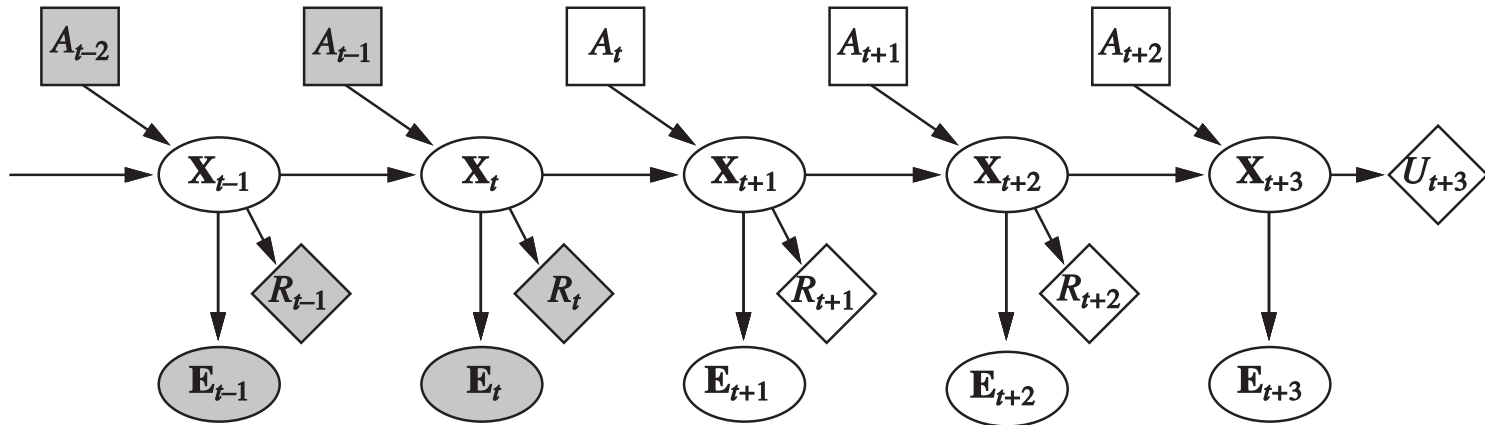 A_{t–2} A_{t–1} A_t A_{t+1} A_{t+2}
X_{t–1} X_t X_{t+1} X_{t+2} X_{t+3} U_{t+3}
R_{t–1} R_t R_{t+1} R_{t+2}
E_{t–1} E_t E_{t+1} E_{t+2} E_{t+3}